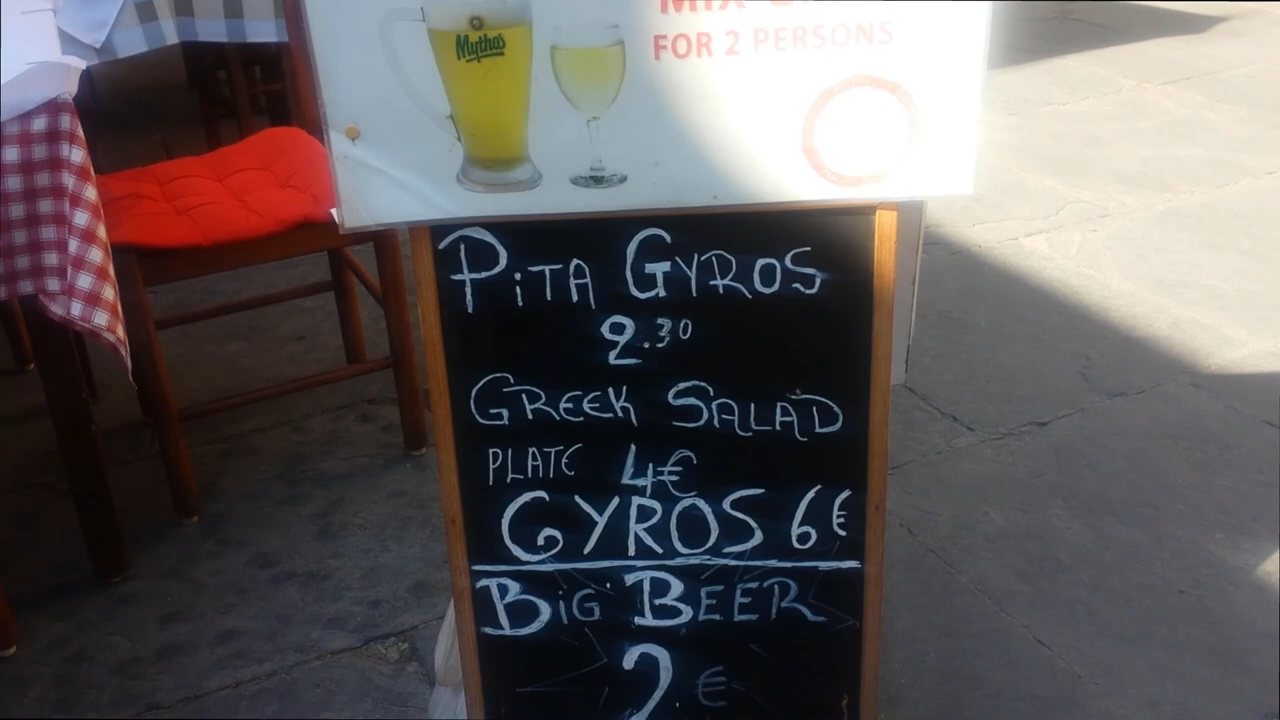 Mythos
FOR 2 PERSONS
PiTA GYROS
2.30
GREEK SALAD
PLATE 4€
GYROS 6€
BiG BEER
2€